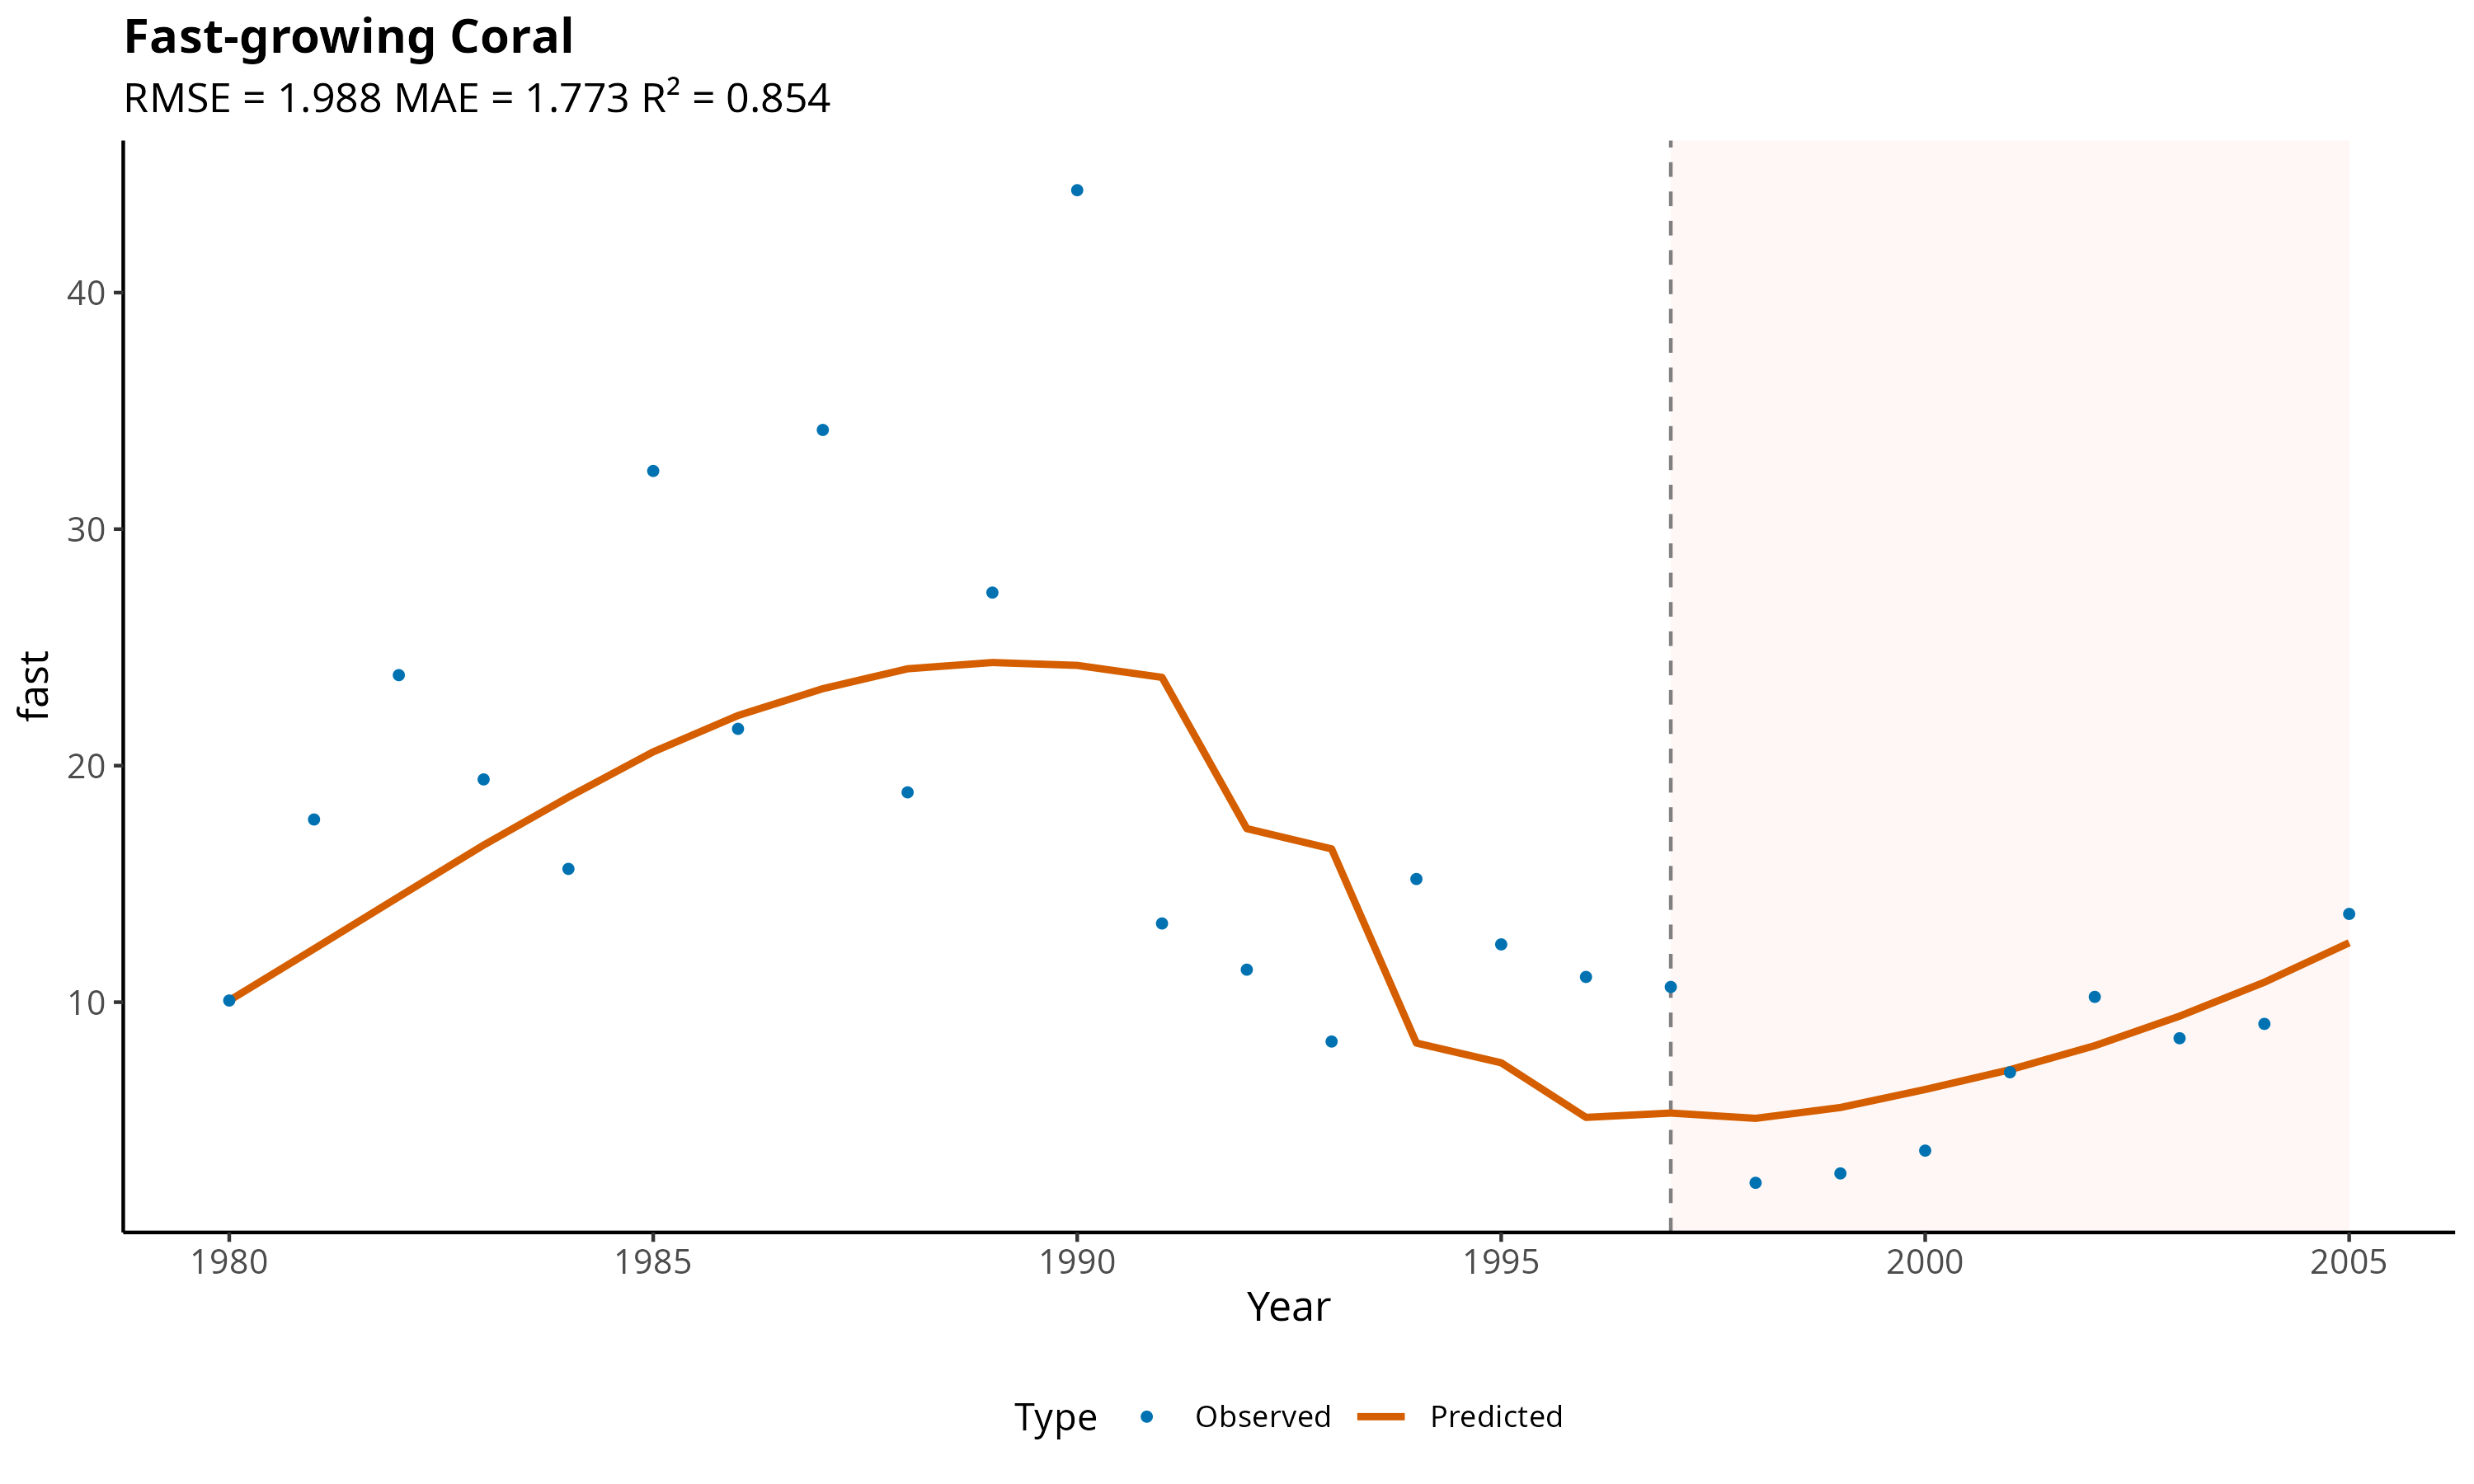 Fast-growing Coral
RMSE = 1.988 MAE = 1.773 R² = 0.854
fast
40
30
20
10
1980 1985 1990 1995 2000 2005
Year
Type Observed Predicted